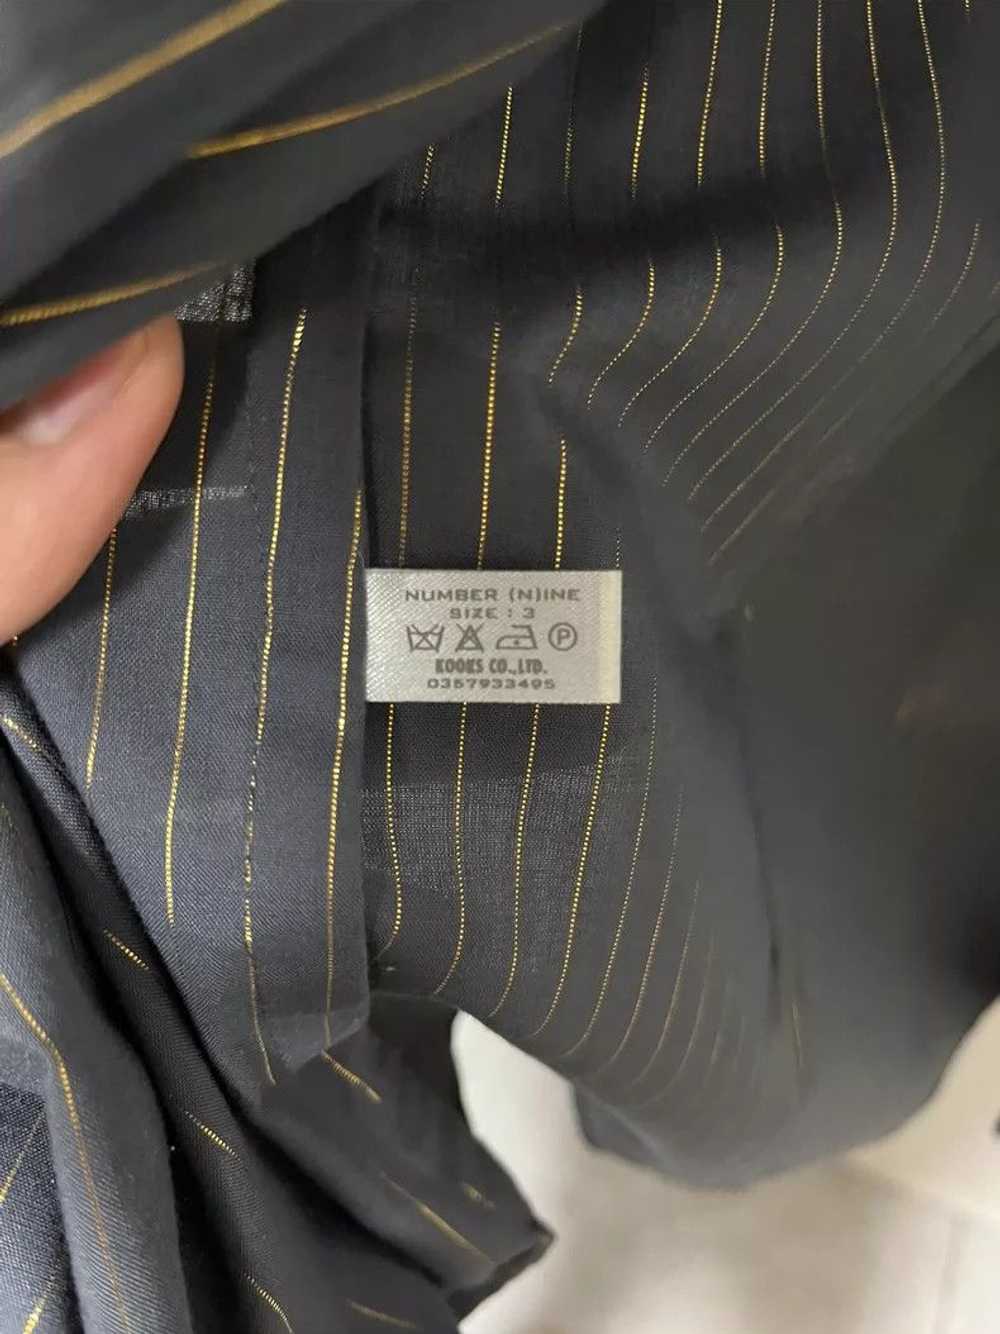 NUMBER (N)INE
SIZE : 3
P
KOOKS CO.,LTD.
0357933495